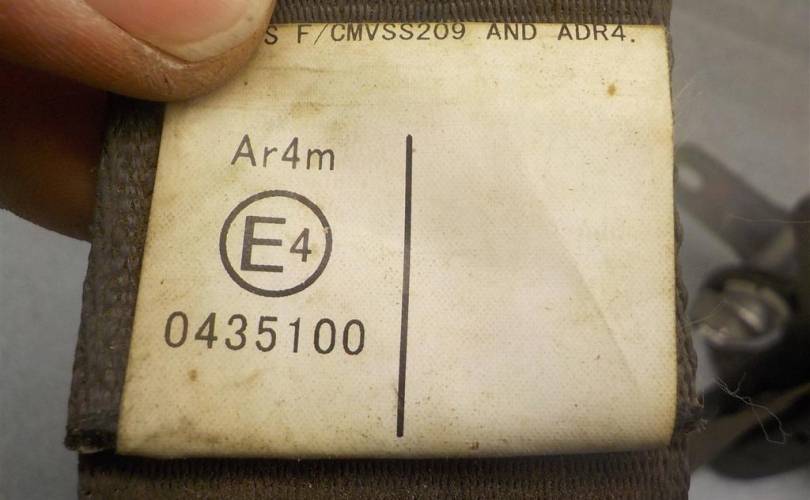 S F/CMVSS209 AND ADR4.
Ar4m
E4
0435100